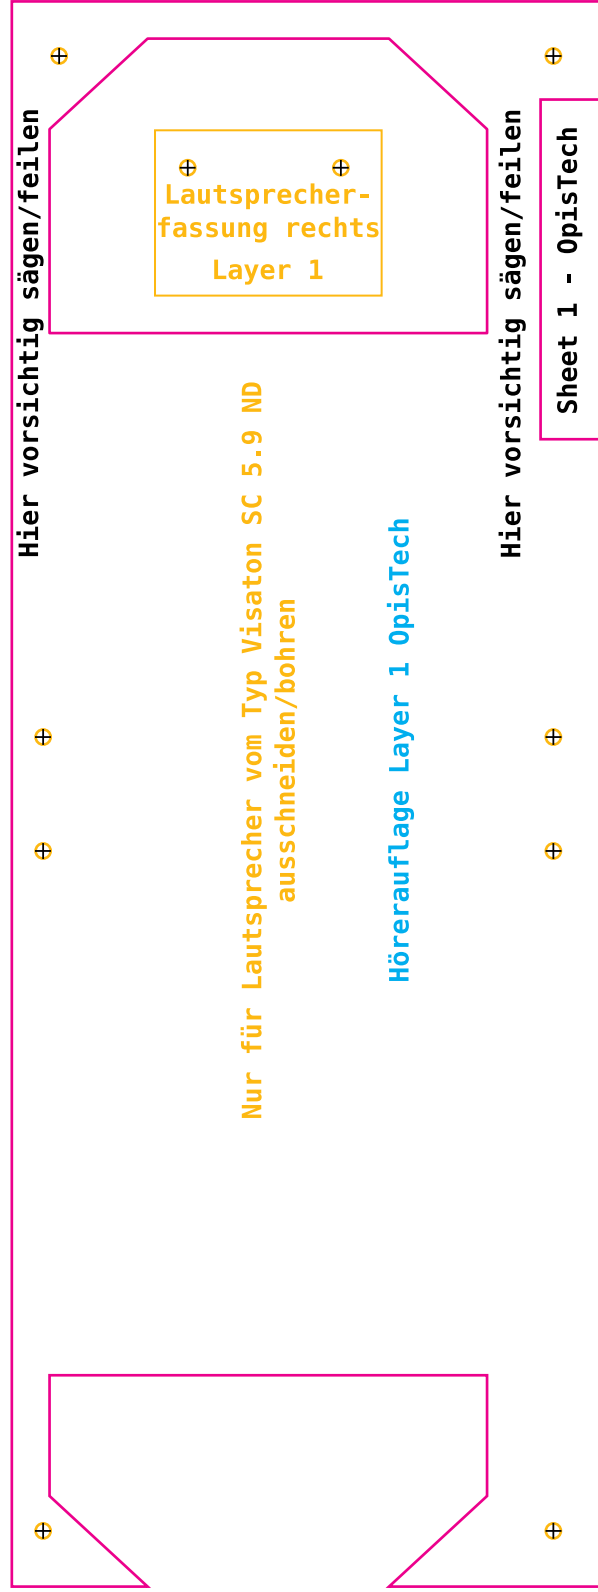 Hier vorsichtig sägen/feilen
Lautsprecher-
fassung rechts
Layer 1
Hier vorsichtig sägen/feilen
Sheet 1 - OpisTech
Nur für Lautsprecher vom Typ Visaton SC 5.9 ND
ausschneiden/bohren
Hörerauflage Layer 1 OpisTech